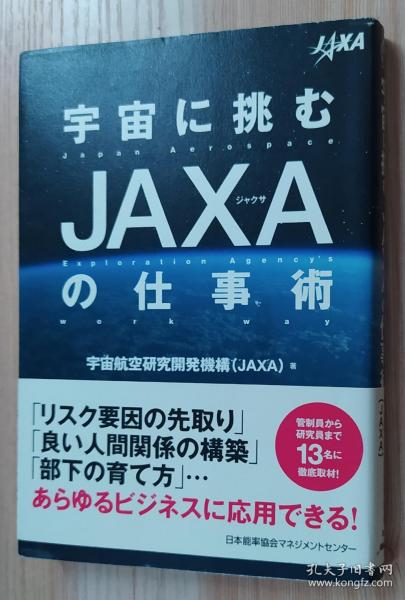 JAXA
宇宙に挑む
Japan Aerospace
JAXA
ジャクサ
Exploration Agency's
の仕事術
work way
宇宙航空研究開発機構(JAXA) 著
「リスク要因の先取り」
「良い人間関係の構築」
「部下の育て方」…
あらゆるビジネスに応用できる!
管制員から
研究員まで
13名に
徹底取材!
日本能率協会マネジメントセンター
孔夫子旧书网
www.kongfz.com